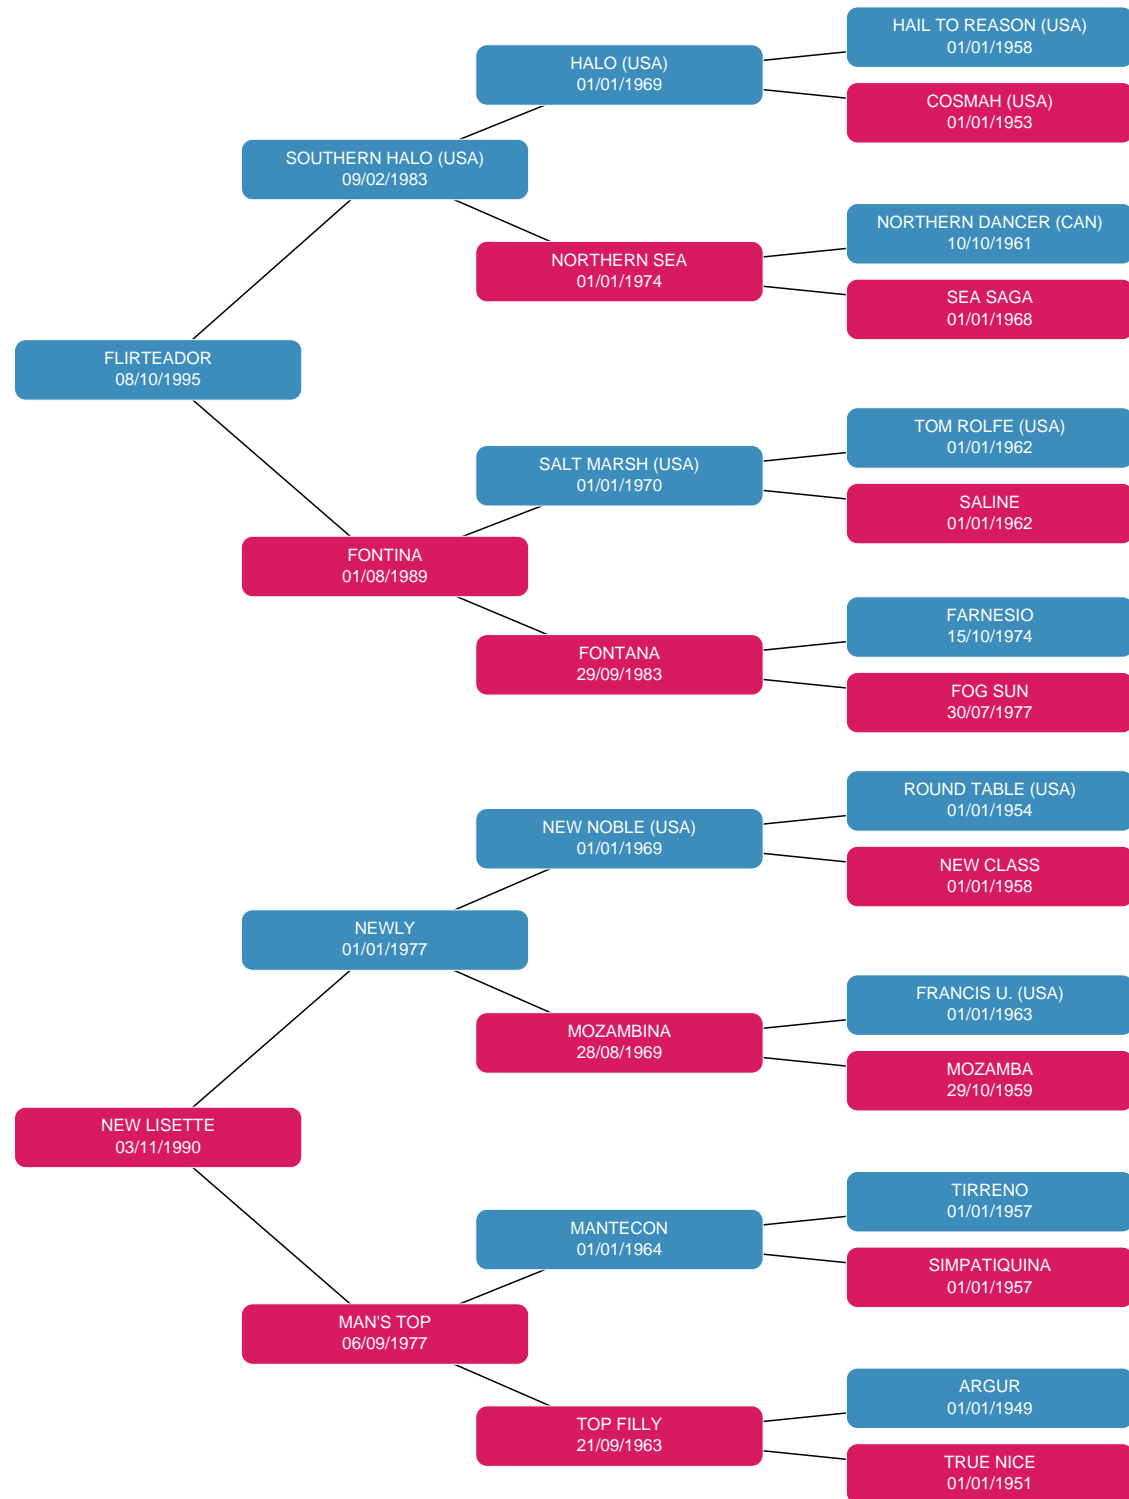 HAIL TO REASON (USA)
01/01/1958
HALO (USA)
01/01/1969
COSMAH (USA)
01/01/1953
SOUTHERN HALO (USA)
09/02/1983
NORTHERN DANCER (CAN)
10/10/1961
NORTHERN SEA
01/01/1974
SEA SAGA
01/01/1968
FLIRTEADOR
08/10/1995
TOM ROLFE (USA)
01/01/1962
SALT MARSH (USA)
01/01/1970
SALINE
01/01/1962
FONTINA
01/08/1989
FARNESIO
15/10/1974
FONTANA
29/09/1983
FOG SUN
30/07/1977
ROUND TABLE (USA)
01/01/1954
NEW NOBLE (USA)
01/01/1969
NEW CLASS
01/01/1958
NEWLY
01/01/1977
FRANCIS U. (USA)
01/01/1963
MOZAMBINA
28/08/1969
MOZAMBA
29/10/1959
NEW LISETTE
03/11/1990
TIRRENO
01/01/1957
MANTECON
01/01/1964
SIMPATIQUINA
01/01/1957
MAN'S TOP
06/09/1977
ARGUR
01/01/1949
TOP FILLY
21/09/1963
TRUE NICE
01/01/1951